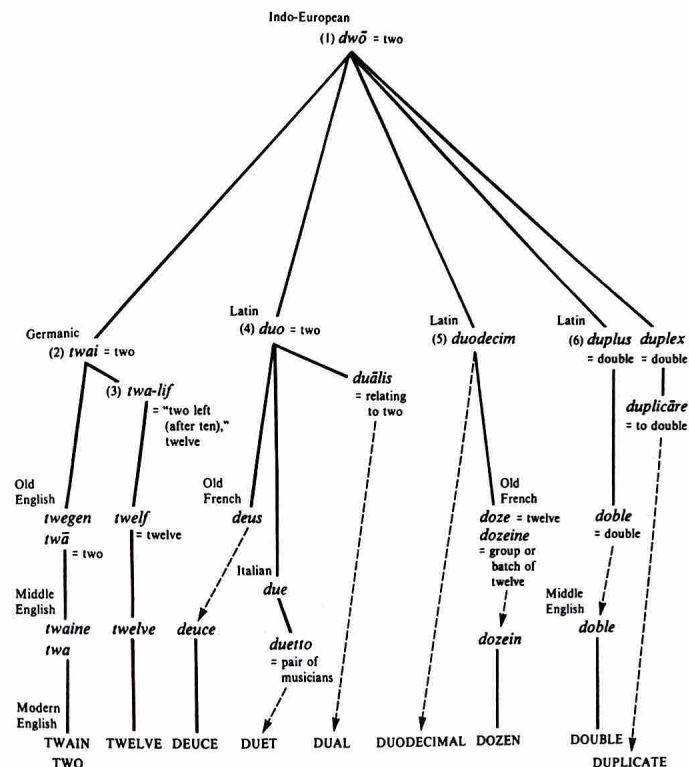 Indo-European
(1) dwō = two
Germanic
(2) twai = two
(3) twa-lif
= "two left
(after ten),"
twelve
Latin
(4) duo = two
duālis
= relating
to two
Latin
(5) duodecim
Latin
(6) duplus duplex
= double = double
duplicāre
= to double
Old
English
twegen
twā
= two
twelf
= twelve
Old
French
deus
Italian
due
duetto
= pair of
musicians
Old
French
doze = twelve
dozeine
= group or
batch of
twelve
doble
= double
Middle
English
twaine
twa
twelve
deuce
dozein
Middle
English
doble
Modern
English
TWAIN TWELVE DEUCE DUET DUAL DUODECIMAL DOZEN DOUBLE
TWO DUPLICATE